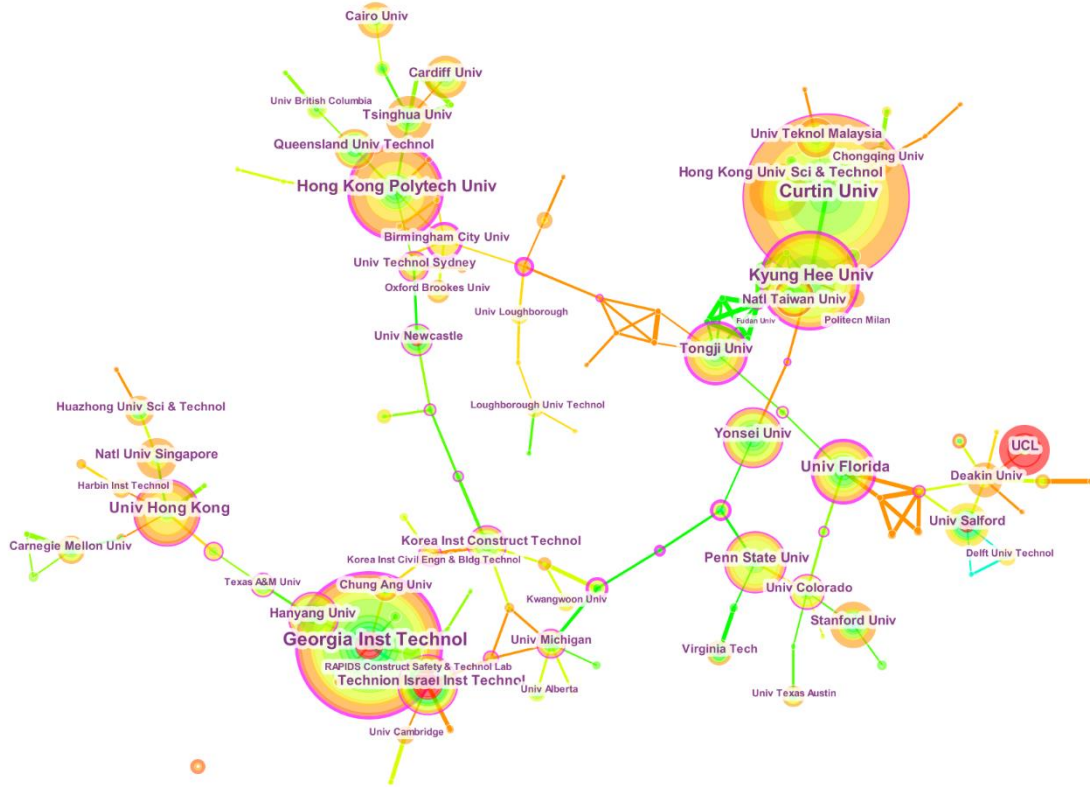 Cairo Univ
Cardiff Univ
Univ British Columbia
Tsinghua Univ
Queensland Univ Technol
Univ Teknol Malaysia
Chongqing Univ
Hong Kong Univ Sci & Technol
Hong Kong Polytech Univ
Curtin Univ
Birmingham City Univ
Univ Technol Sydney
Kyung Hee Univ
Oxford Brookes Univ
Natl Taiwan Univ
Univ Loughborough
Fudan Univ
Politecn Milan
Univ Newcastle
Tongji Univ
Huazhong Univ Sci & Technol
Loughborough Univ Technol
Yonsei Univ
UCL
Natl Univ Singapore
Univ Florida
Deakin Univ
Harbin Inst Technol
Univ Hong Kong
Univ Salford
Carnegie Mellon Univ
Korea Inst Construct Technol
Korea Inst Civil Engn & Bldg Technol
Penn State Univ
Delft Univ Technol
Texas A&M Univ
Chung Ang Univ
Univ Colorado
Kwangwoon Univ
Hanyang Univ
Stanford Univ
Georgia Inst Technol
Univ Michigan
Virginia Tech
RAPIDS Construct Safety & Technol Lab
Technion Israel Inst Technol
Univ Alberta
Univ Texas Austin
Univ Cambridge